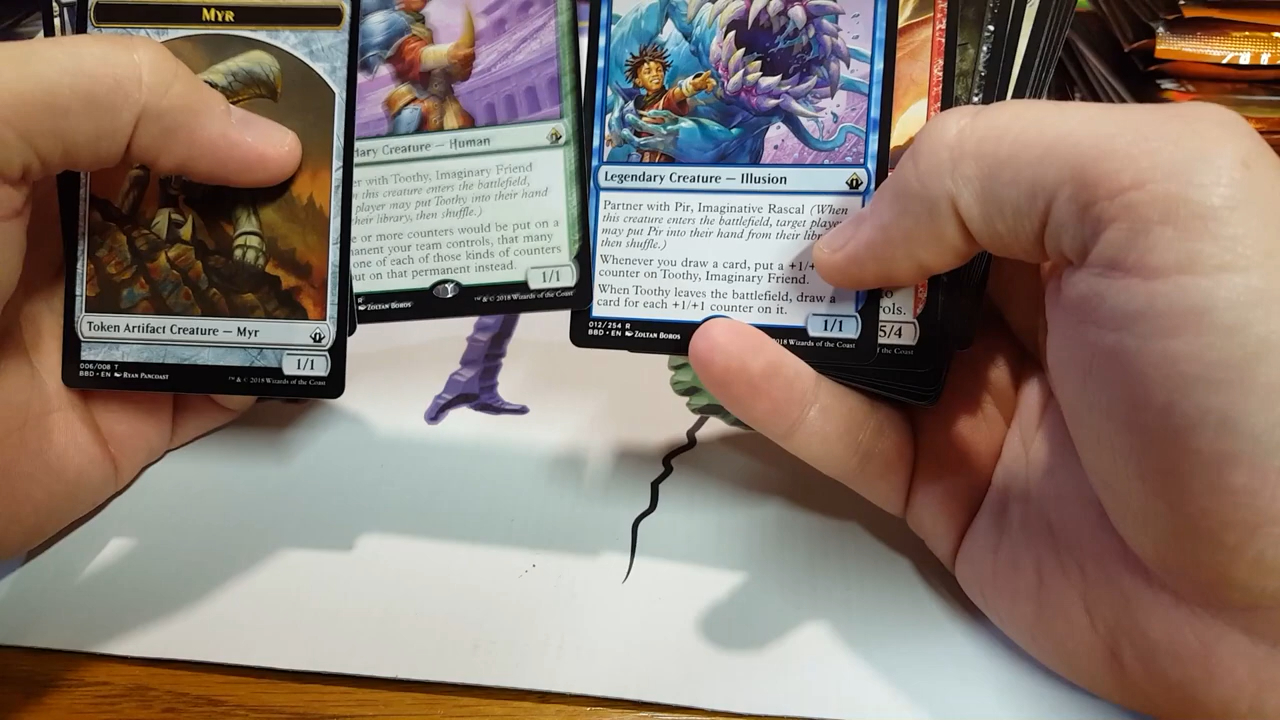 MYR
Token Artifact Creature — Myr
1/1
006/008 T
BBD • EN Ryan Pancoast
™ & © 2018 Wizards of the Coast
Creature — Human
with Toothy, Imaginary Friend
this creature enters the battlefield,
player may put Toothy into their hand
their library, then shuffle.)
or more counters would be put on a
your team controls, that many
one of each of those kinds of counters
on that permanent instead.
1/1
R
Zoltan Boros
™ & © 2018 Wizards of the Coast
Legendary Creature — Illusion
Partner with Pir, Imaginative Rascal (When
this creature enters the battlefield, target player
may put Pir into their hand from their
then shuffle.)
Whenever you draw a card, put a +1/+
counter on Toothy, Imaginary Friend.
When Toothy leaves the battlefield, draw a
card for each +1/+1 counter on it.
1/1
012/254 R
BBD • EN Zoltan Boros
2018 Wizards of the Coast
5/4
the Coast